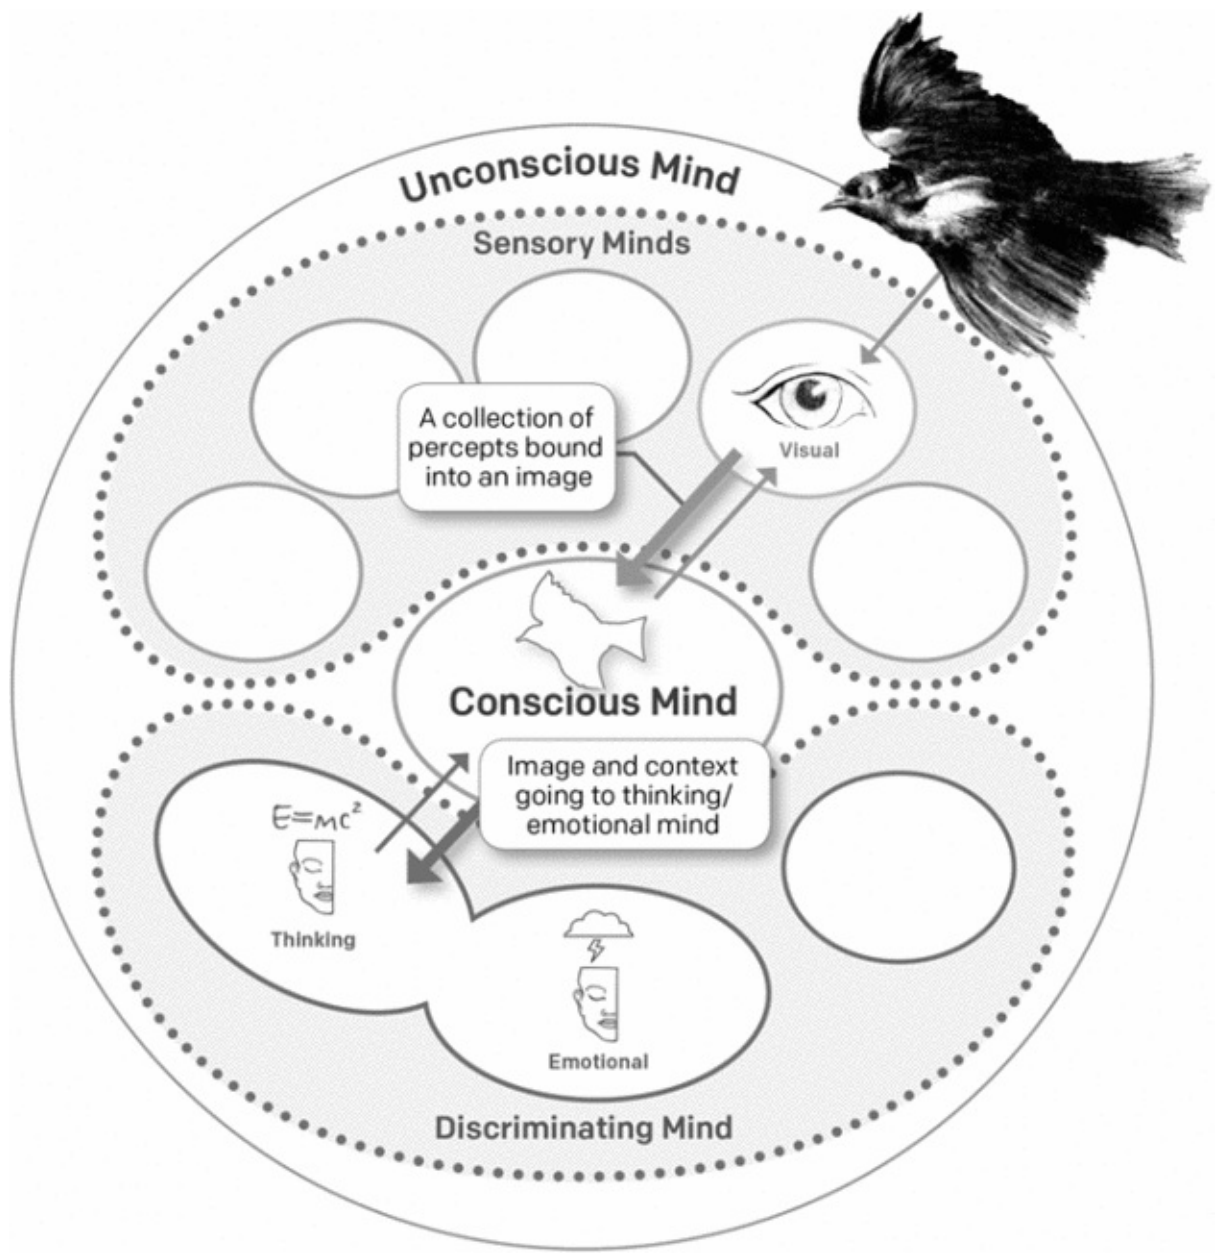 Unconscious Mind
Sensory Minds
A collection of
percepts bound
into an image
Visual
Conscious Mind
Image and context
going to thinking/
emotional mind
E=mc²
Thinking
Emotional
Discriminating Mind